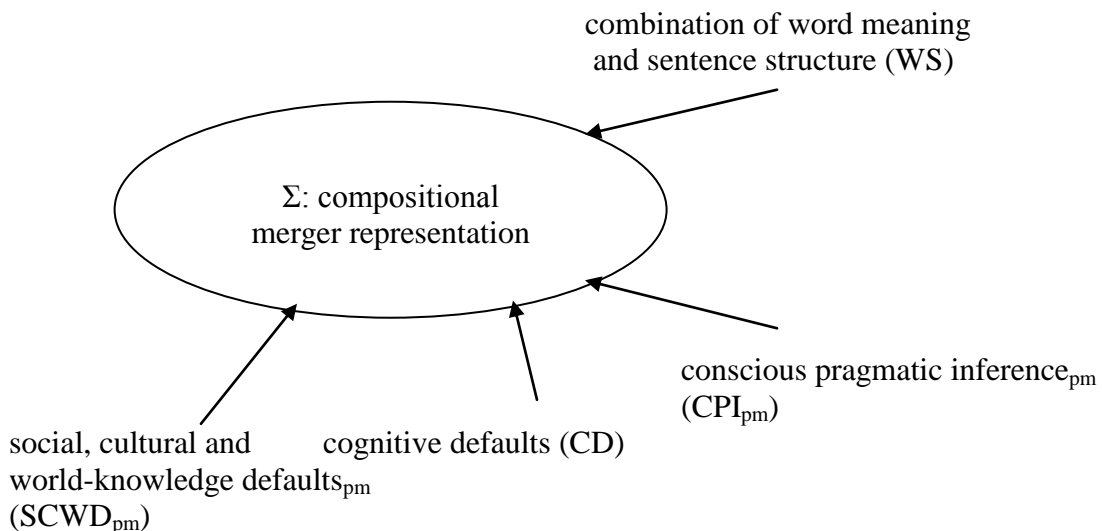 combination of word meaning
and sentence structure (WS)
Σ: compositional
merger representation
conscious pragmatic inferencepm
(CPIpm)
social, cultural and
world-knowledge defaultspm
(SCWDpm)
cognitive defaults (CD)